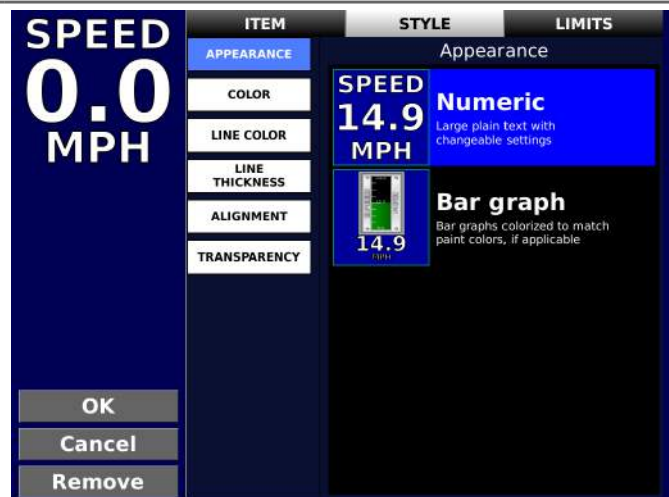 SPEED
0.0
MPH
OK
Cancel
Remove
ITEM
STYLE
LIMITS
APPEARANCE
COLOR
LINE COLOR
LINE
THICKNESS
ALIGNMENT
TRANSPARENCY
Appearance
SPEED
14.9
MPH
Numeric
Large plain text with
changeable settings
14.9
MPH
Bar graph
Bar graphs colorized to match
paint colors, if applicable